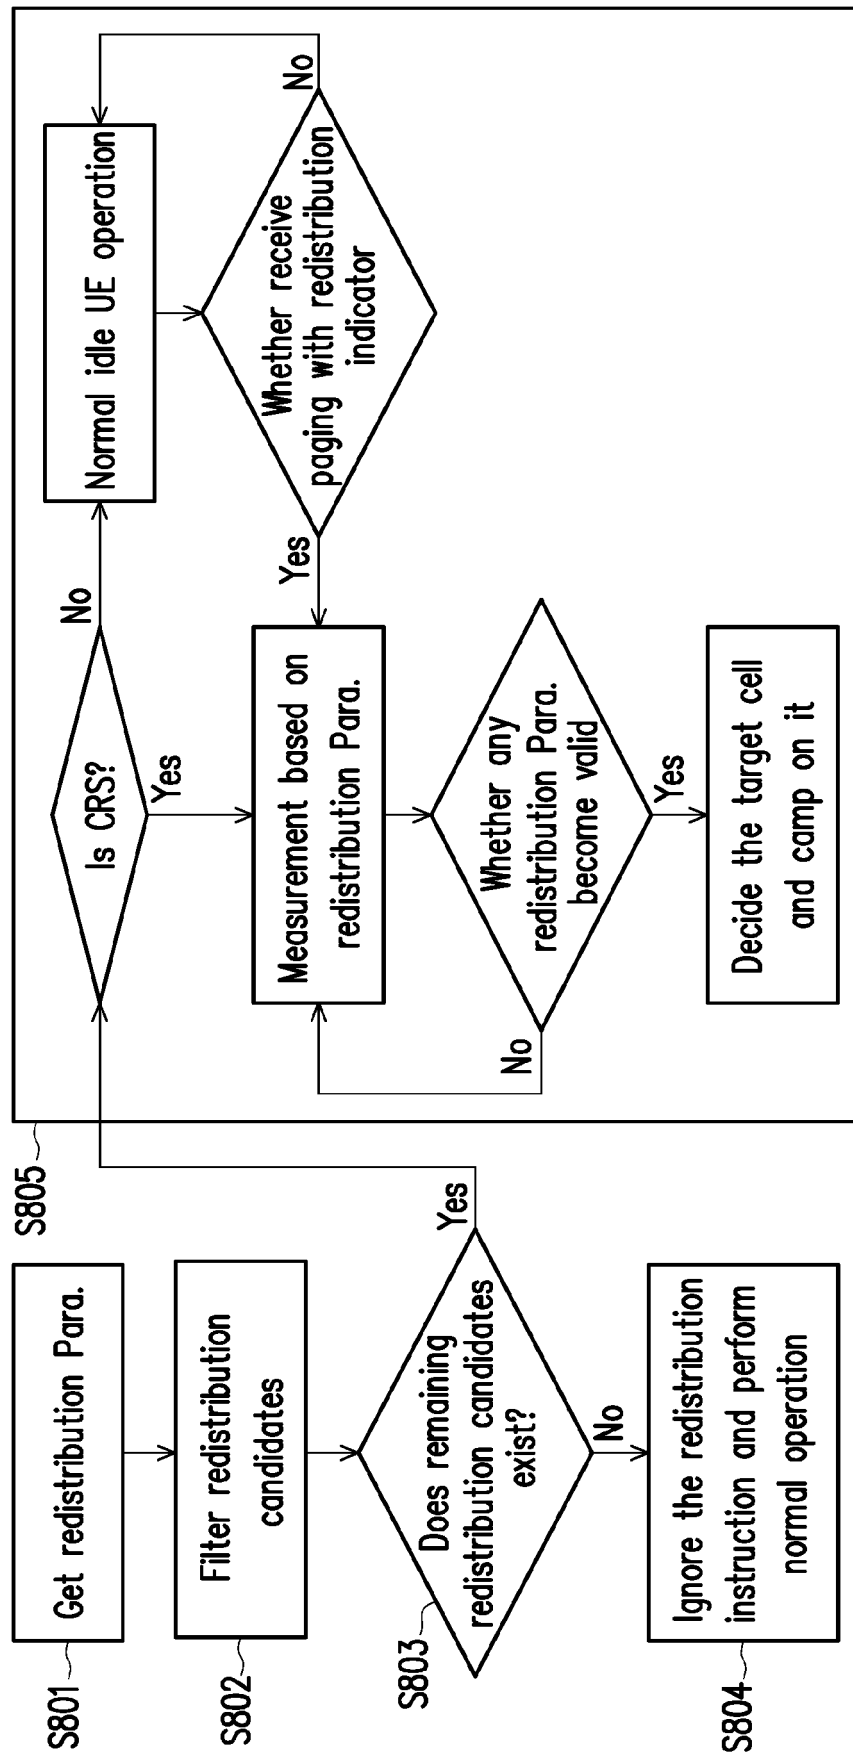 S801
Get redistribution Para.
S802
Filter redistribution
candidates
S803
Does remaining
redistribution candidates
exist?
Yes
No
S804
Ignore the redistribution
instruction and perform
normal operation
S805
Is CRS?
No
Yes
Normal idle UE operation
Whether receive
paging with redistribution
indicator
No
Yes
Measurement based on
redistribution Para.
Whether any
redistribution Para.
become valid
No
Yes
Decide the target cell
and camp on it